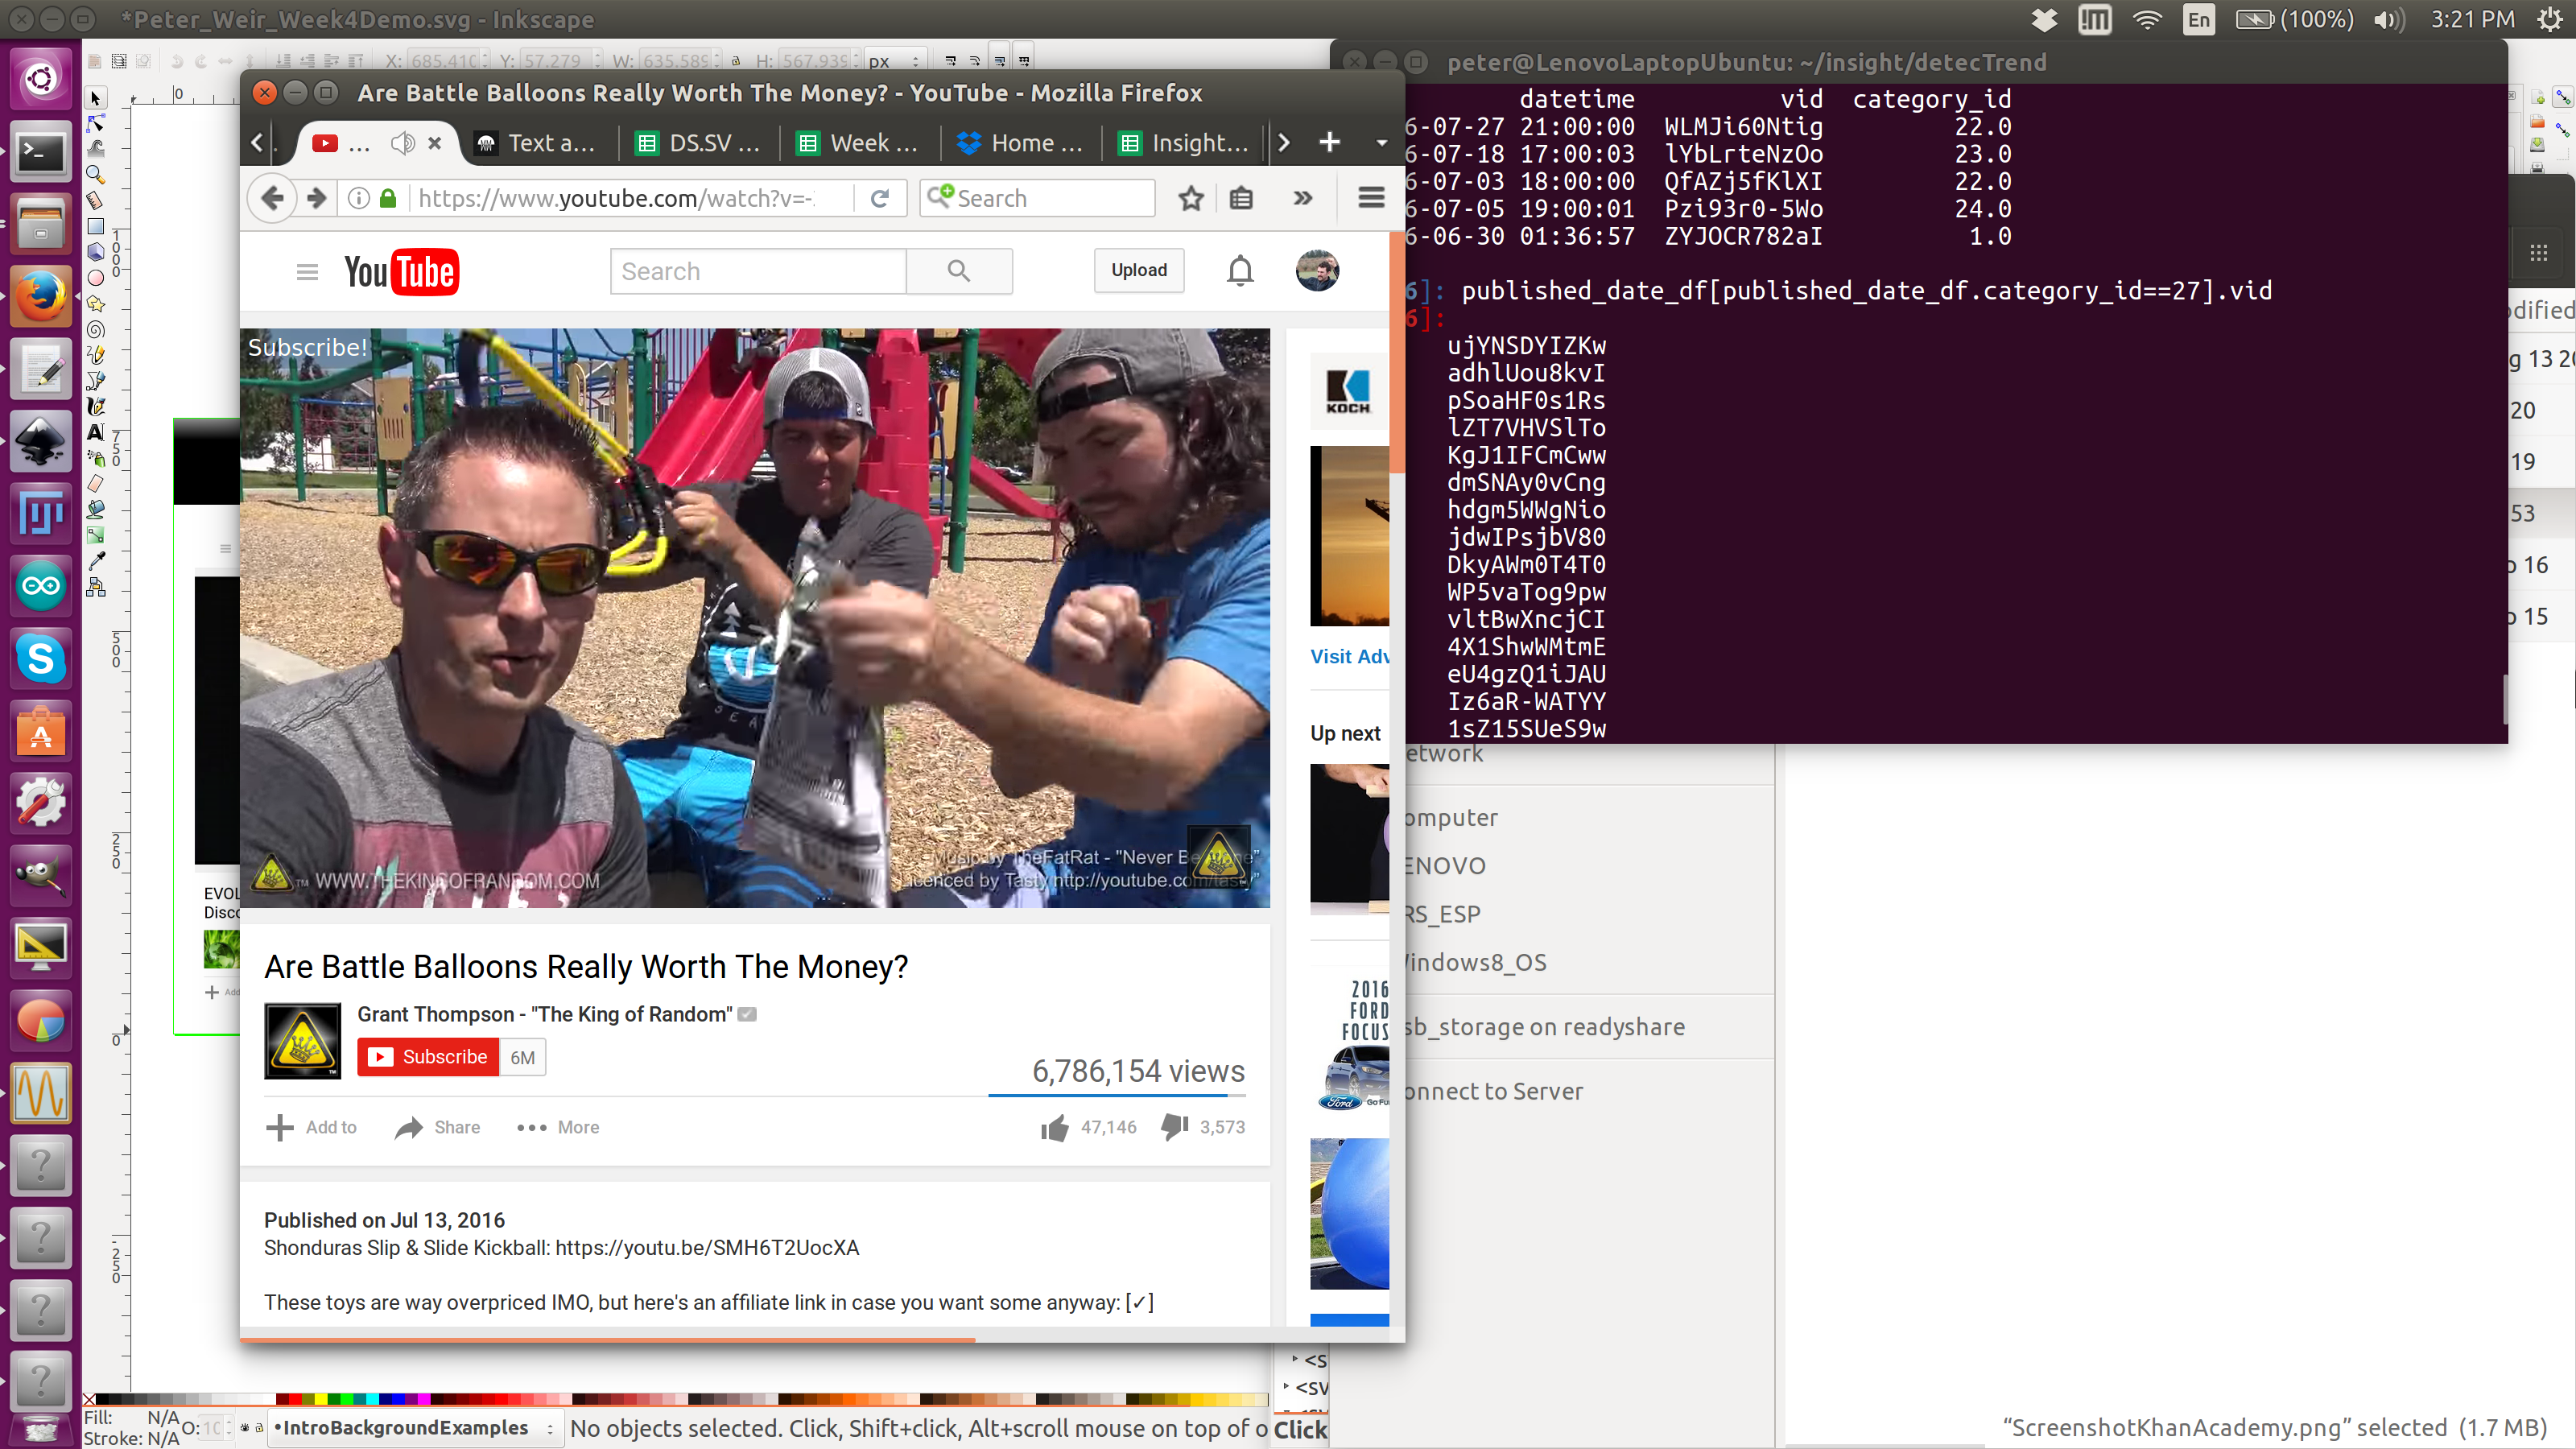 *Peter_Weir_Week4Demo.svg - Inkscape
En
(100%)
3:21 PM
X: 685.410
Y: 57.279
W: 635.589
H: 567.939
px
peter@LenovoLaptopUbuntu: ~/insight/detecTrend
Are Battle Balloons Really Worth The Money? - YouTube - Mozilla Firefox
...
Text a...
DS.SV ...
Week ...
Home ...
Insight...
https://www.youtube.com/watch?v=-
Search
YouTube
Search
Upload
datetime vid category_id
6-07-27 21:00:00 WLMJi60Ntig 22.0
6-07-18 17:00:03 lYbLrteNzOo 23.0
6-07-03 18:00:00 QfAZj5fKlXI 22.0
6-07-05 19:00:01 Pzi93r0-5Wo 24.0
6-06-30 01:36:57 ZYJOCR782aI 1.0
6]: published_date_df[published_date_df.category_id==27].vid
6]:
ujYNSDYIZKw
adhlUou8kvI
pSoaHF0s1Rs
lZT7VHVSlTo
KgJ1IFCmCww
dmSNAy0vCng
hdgm5WWgNio
jdwIPsjbV80
DkyAWm0T4T0
WP5vaTog9pw
vltBwXncjCI
4X1ShwWMtmE
eU4gzQ1iJAU
Iz6aR-WATYY
1sZ15SUeS9w
Subscribe!
WWW.THEKINGOFRANDOM.COM
Music by TheFatRat - "Never Be
Licenced by Tasty http://youtube.com/tasty"
KOCH
Visit Adv
Up next
2016
FORD
FOCUS
Ford
Are Battle Balloons Really Worth The Money?
Grant Thompson - "The King of Random"
Subscribe 6M
6,786,154 views
Add to
Share
More
47,146
3,573
Published on Jul 13, 2016
Shonduras Slip & Slide Kickball: https://youtu.be/SMH6T2UocXA
These toys are way overpriced IMO, but here's an affiliate link in case you want some anyway: [✓]
EVOL
Disco
Add
odified
g 13 20
20
19
53
o 16
o 15
etwork
omputer
ENOVO
RS_ESP
indows8_OS
sb_storage on readyshare
onnect to Server
<s
<sv
Fill: N/A
Stroke: N/A
O:
•IntroBackgroundExamples
No objects selected. Click, Shift+click, Alt+scroll mouse on top of o
Click
"ScreenshotKhanAcademy.png" selected (1.7 MB)